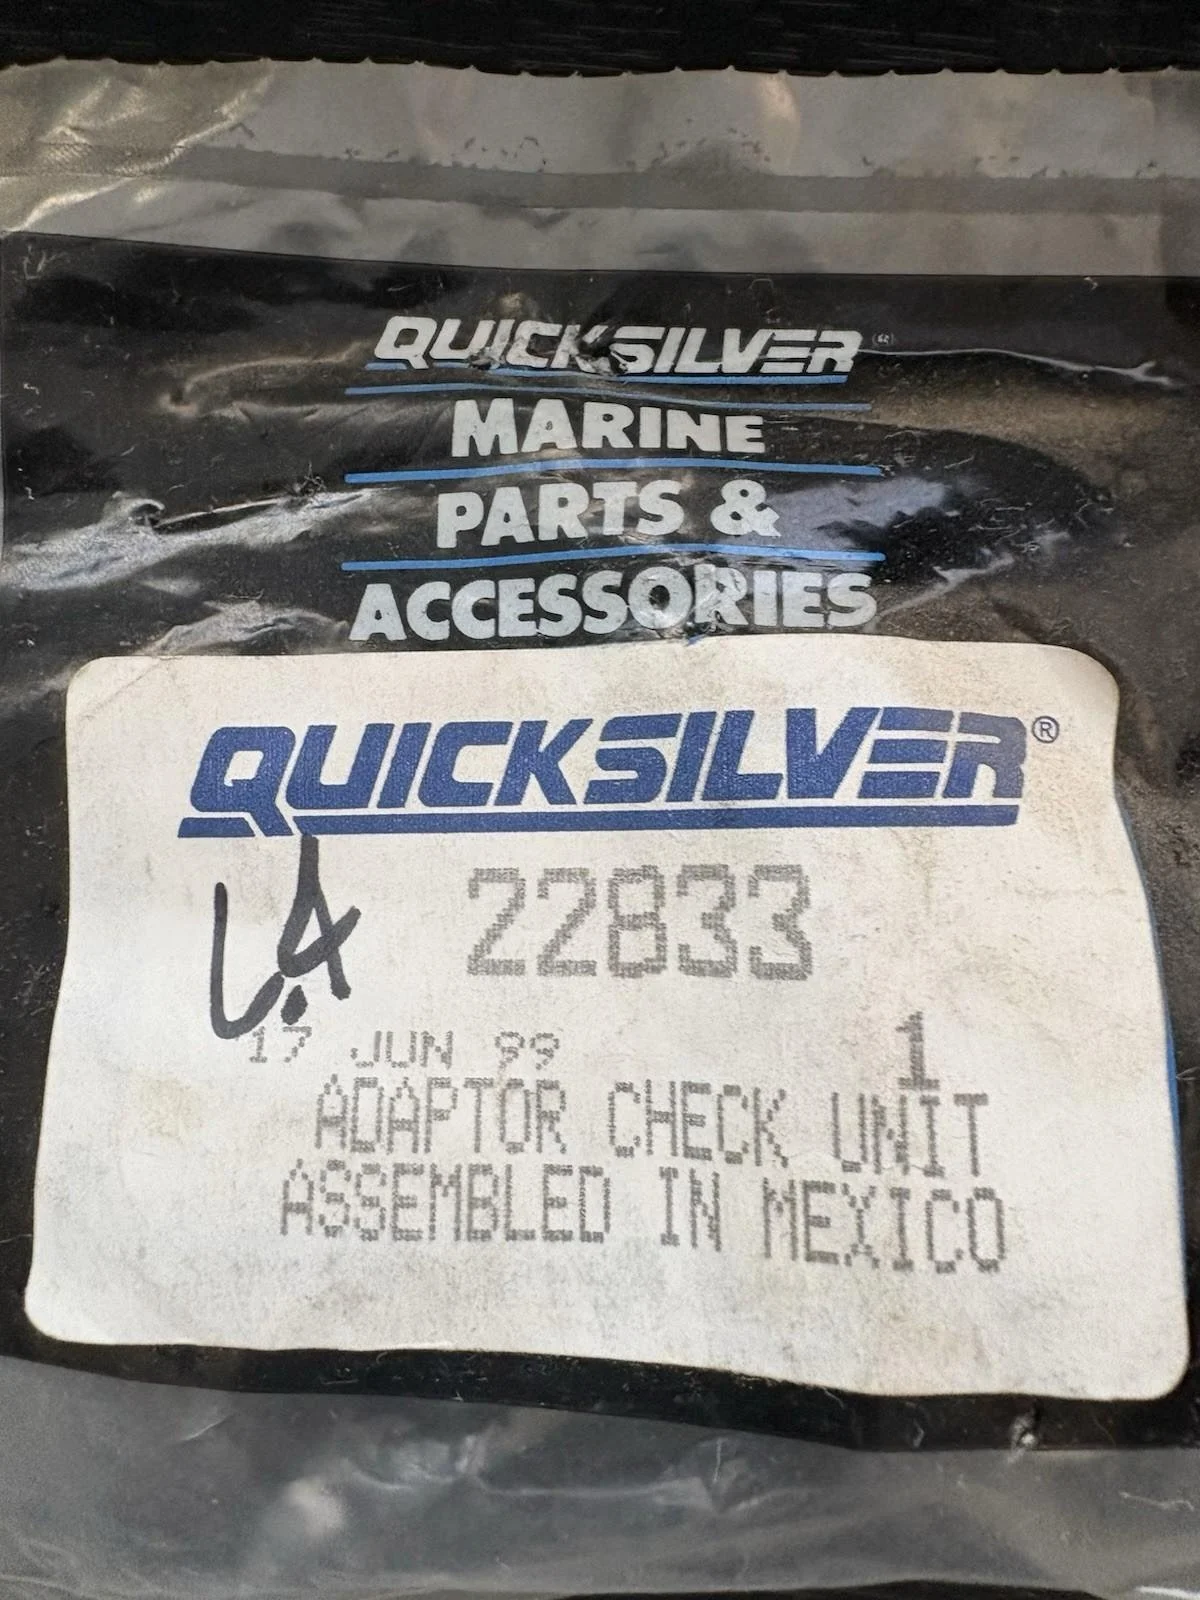 QUICKSILVER®
MARINE
PARTS &
ACCESSORIES
QUICKSILVER®
22833
17 JUN 99 1
ADAPTOR CHECK UNIT
ASSEMBLED IN MEXICO